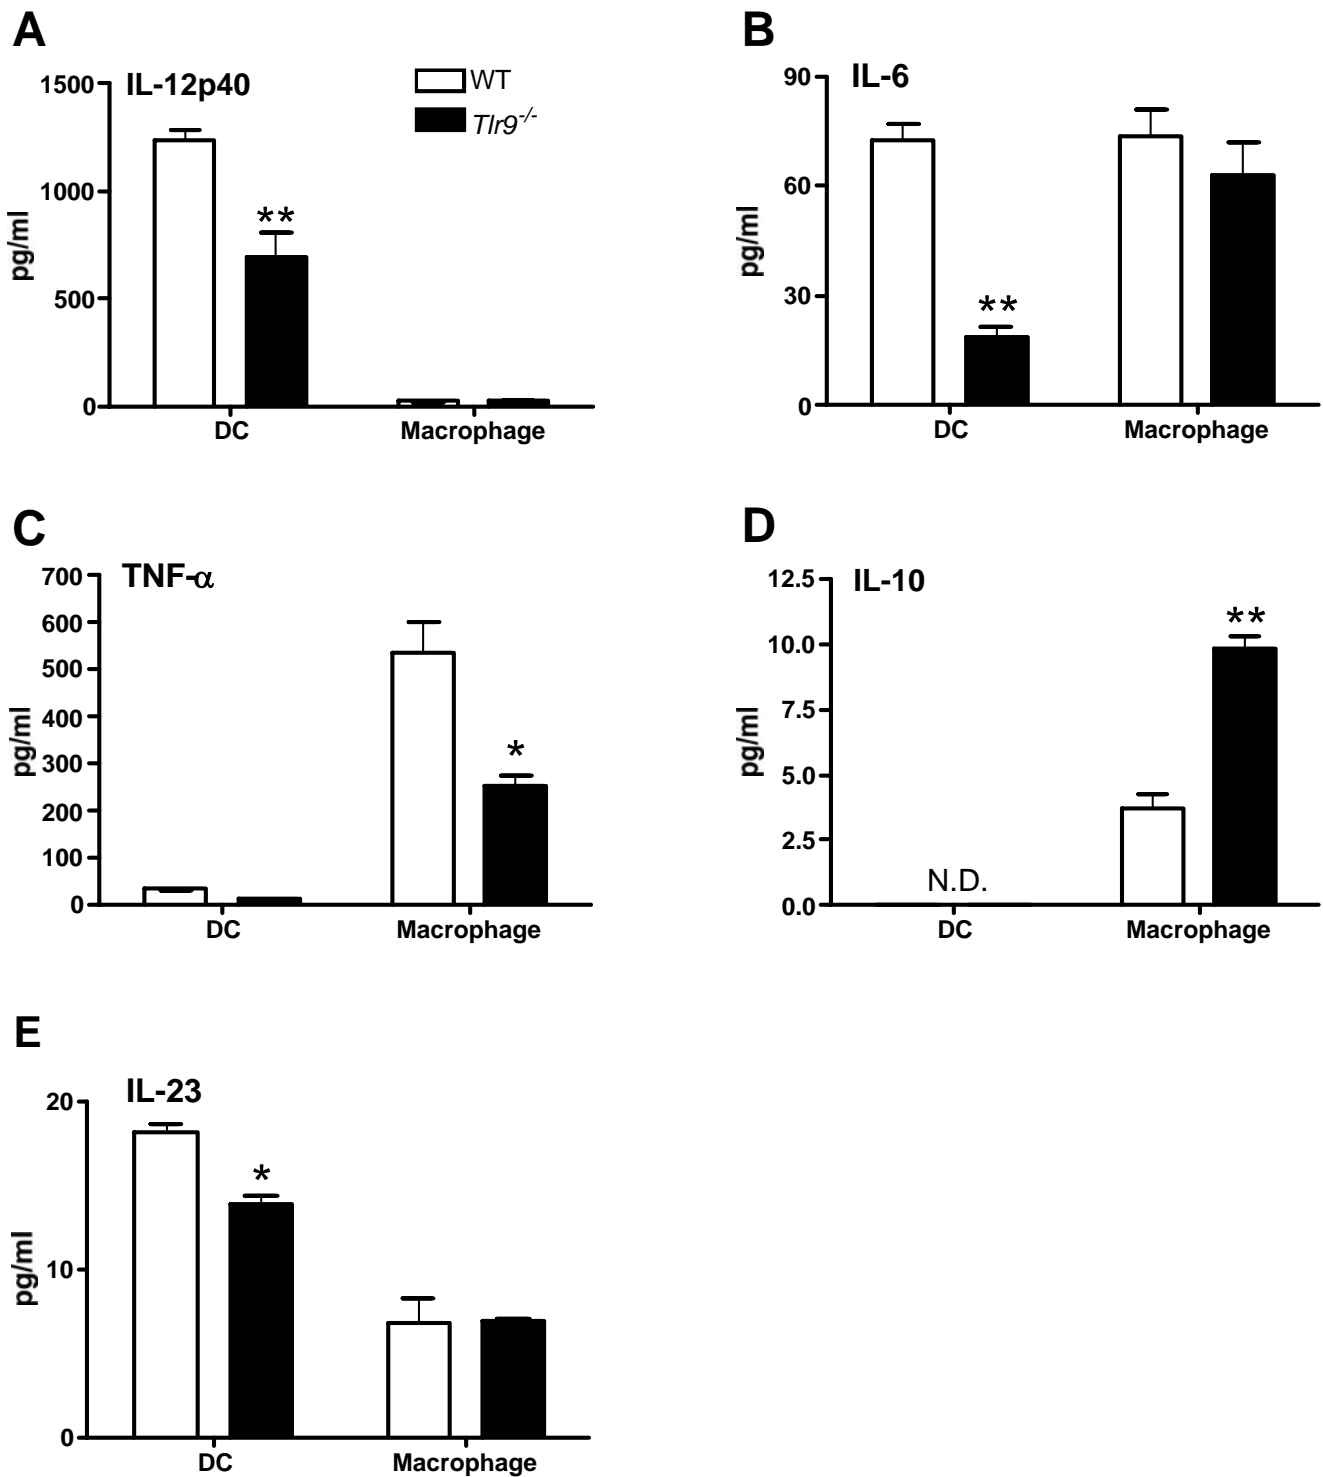 A
IL-12p40
WT
Tlr9-/-
1500
1000
500
0
pg/ml
**
DC
Macrophage
B
IL-6
90
60
30
0
pg/ml
**
DC
Macrophage
C
TNF-α
700
600
500
400
300
200
100
0
pg/ml
*
DC
Macrophage
D
IL-10
12.5
10.0
7.5
5.0
2.5
0.0
pg/ml
**
N.D.
DC
Macrophage
E
IL-23
20
10
0
pg/ml
*
DC
Macrophage